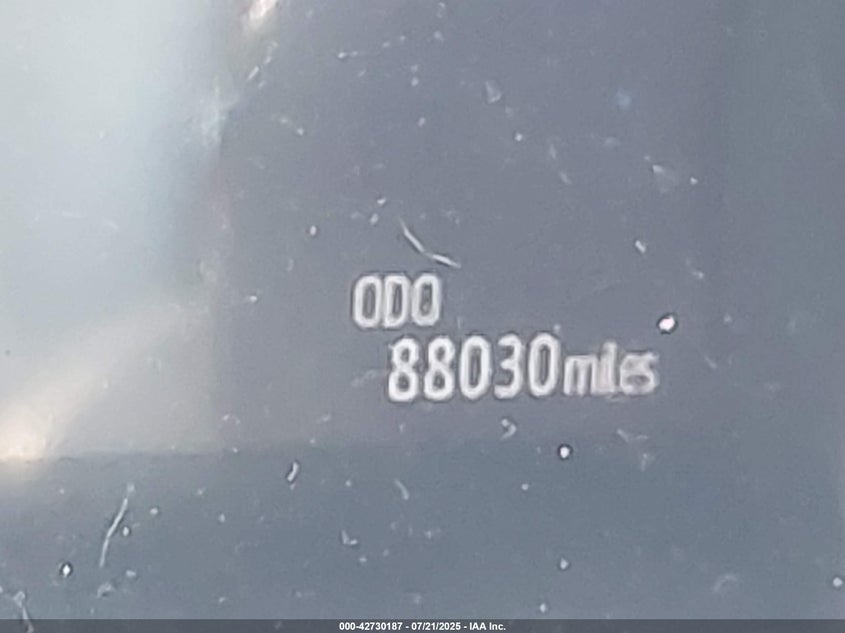 ODO
88030miles
000-42730187 - 07/21/2025 - IAA Inc.